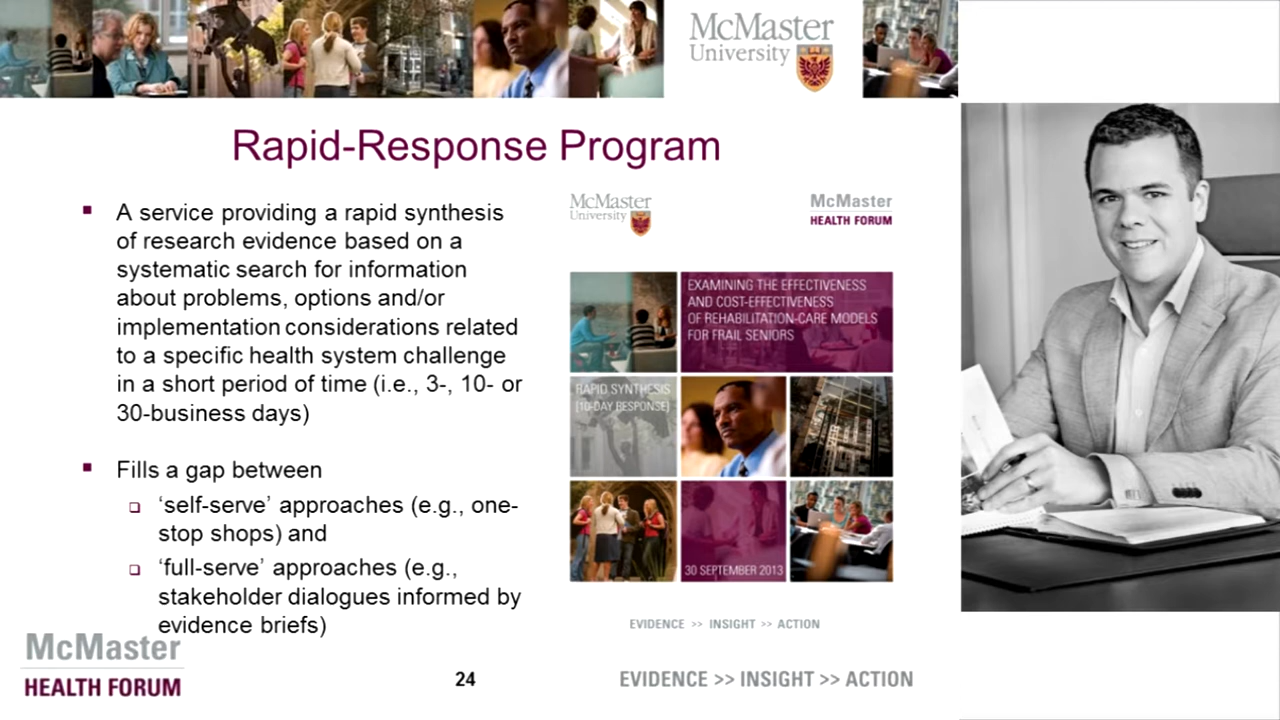 McMaster
University
Rapid-Response Program
A service providing a rapid synthesis
of research evidence based on a
systematic search for information
about problems, options and/or
implementation considerations related
to a specific health system challenge
in a short period of time (i.e., 3-, 10- or
30-business days)
Fills a gap between
‘self-serve’ approaches (e.g., one-
stop shops) and
‘full-serve’ approaches (e.g.,
stakeholder dialogues informed by
evidence briefs)
McMaster
University
McMaster
HEALTH FORUM
EXAMINING THE EFFECTIVENESS
AND COST-EFFECTIVENESS
OF REHABILITATION-CARE MODELS
FOR FRAIL SENIORS
RAPID SYNTHESIS
(10-DAY RESPONSE)
30 SEPTEMBER 2013
EVIDENCE >> INSIGHT >> ACTION
McMaster
HEALTH FORUM
24
EVIDENCE >> INSIGHT >> ACTION